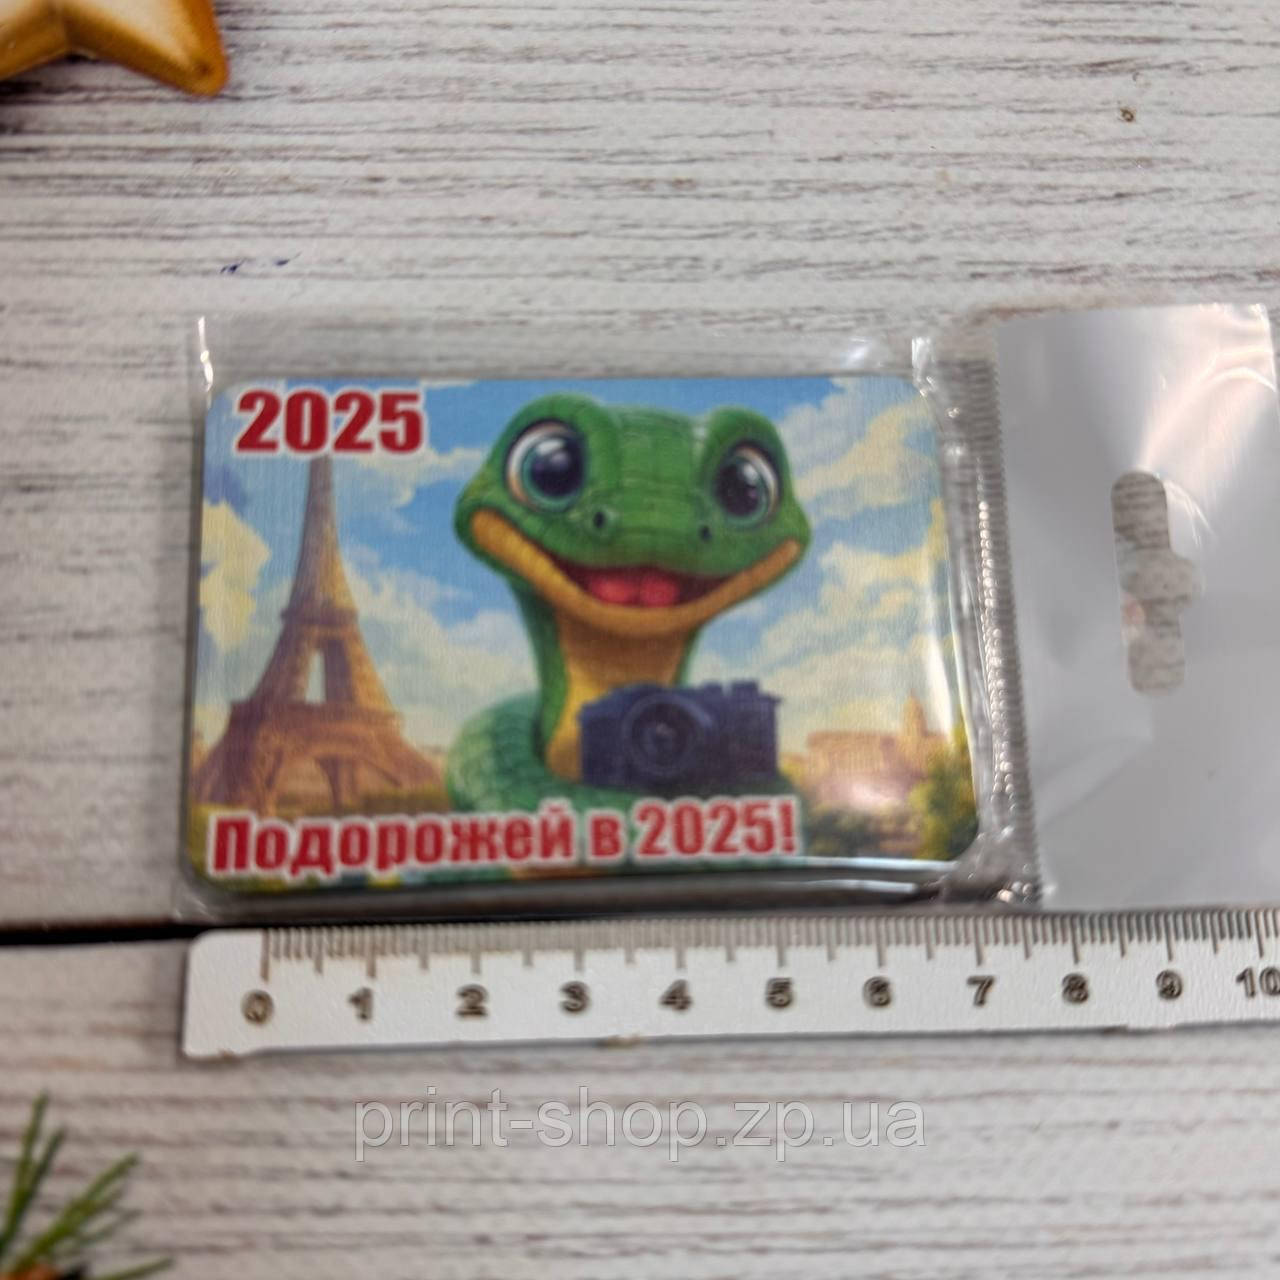 2025
Подорожей в 2025!
0 1 2 3 4 5 6 7 8 9 10
print-shop.zp.ua